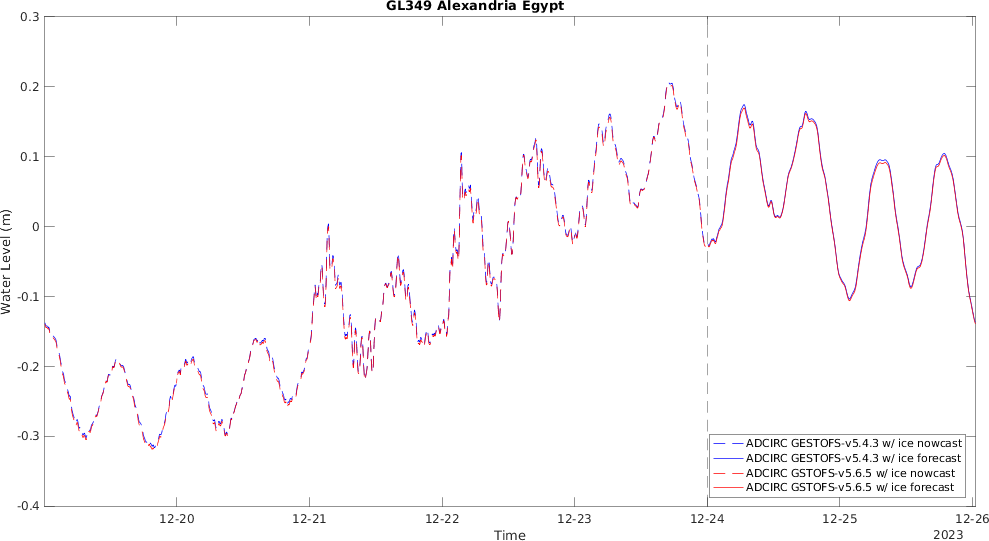 GL349 Alexandria Egypt
0.3
0.2
0.1
0
-0.1
-0.2
-0.3
-0.4
Water Level (m)
12-20
12-21
12-22
12-23
12-24
12-25
12-26
Time
2023
ADCIRC GESTOFS-v5.4.3 w/ ice nowcast
ADCIRC GESTOFS-v5.4.3 w/ ice forecast
ADCIRC GSTOFS-v5.6.5 w/ ice nowcast
ADCIRC GSTOFS-v5.6.5 w/ ice forecast